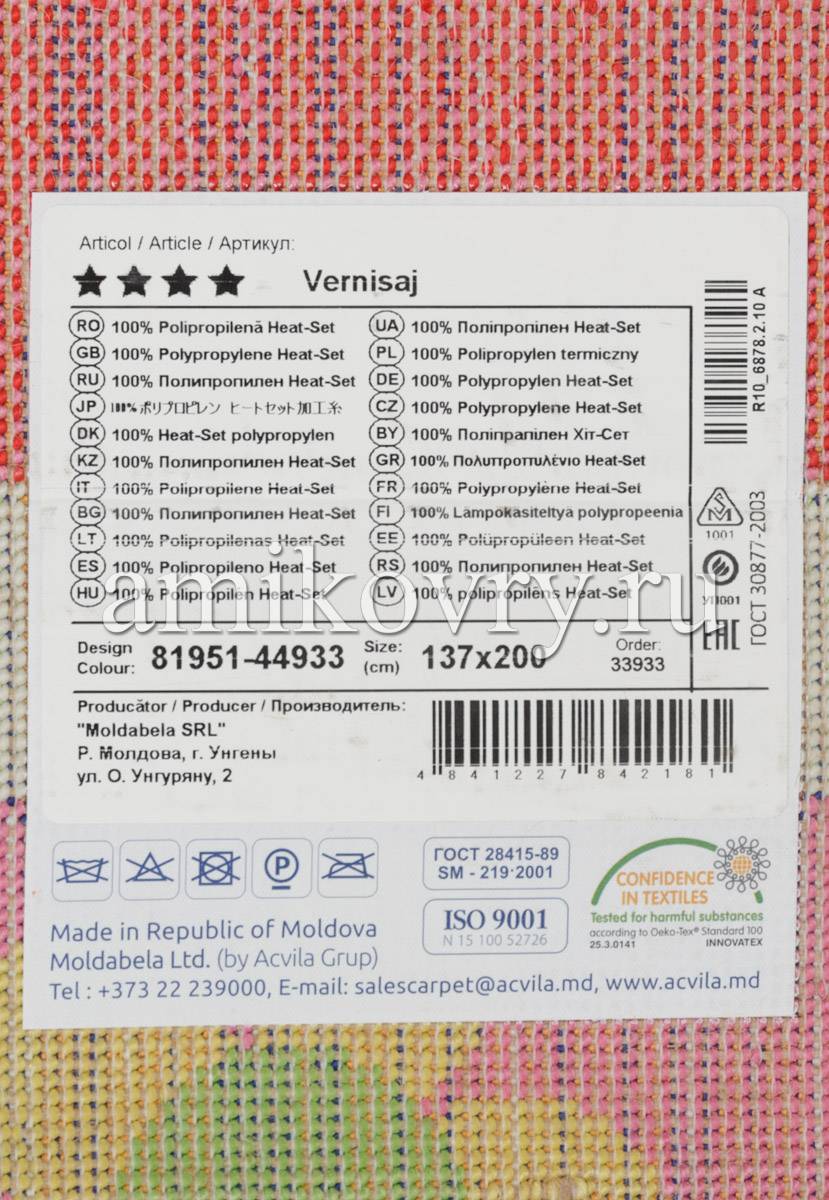 Articol / Article / Артикул:
★★★★ Vernisaj
RO 100% Polipropilenă Heat-Set
GB 100% Polypropylene Heat-Set
RU 100% Полипропилен Heat-Set
JP 100%ポリプロピレン ヒートセット加工糸
DK 100% Heat-Set polypropylen
KZ 100% Полипропилен Heat-Set
IT 100% Polipropilene Heat-Set
BG 100% Полипропилен Heat-Set
LT 100% Polipropilenas Heat-Set
ES 100% Polipropileno Heat-Set
HU 100% Polipropilén Heat-Set
UA 100% Поліпропілен Heat-Set
PL 100% Polipropylen termiczny
DE 100% Polypropylen Heat-Set
CZ 100% Polypropylene Heat-Set
BY 100% Поліпрапілен Хіт-Сет
GR 100% Πολυπροπυλένιο Heat-Set
FR 100% Polypropylène Heat-Set
FI 100% Lämpökäsiteltyä polypropeenia
EE 100% Polüpropüleen Heat-Set
RS 100% Полипропилен Heat-Set
LV 100% polipropilēns Heat-Set
R10_6878.2.10 A
1001
УП001
EAC
ГОСТ 30877-2003
amikovry.ru
Design Colour: 81951-44933
Size: (cm) 137x200
Order: 33933
Producător / Producer / Производитель:
"Moldabela SRL"
Р. Молдова, г. Унгены
ул. О. Унгуряну, 2
4 841227 842181
P
ГОСТ 28415-89
SM - 219:2001
ISO 9001
N 15 100 52726
CONFIDENCE
IN TEXTILES
Tested for harmful substances
according to Oeko-Tex® Standard 100
25.3.0141 INNOVATEX
Made in Republic of Moldova
Moldabela Ltd. (by Acvila Grup)
Tel : +373 22 239000, E-mail: salescarpet@acvila.md, www.acvila.md